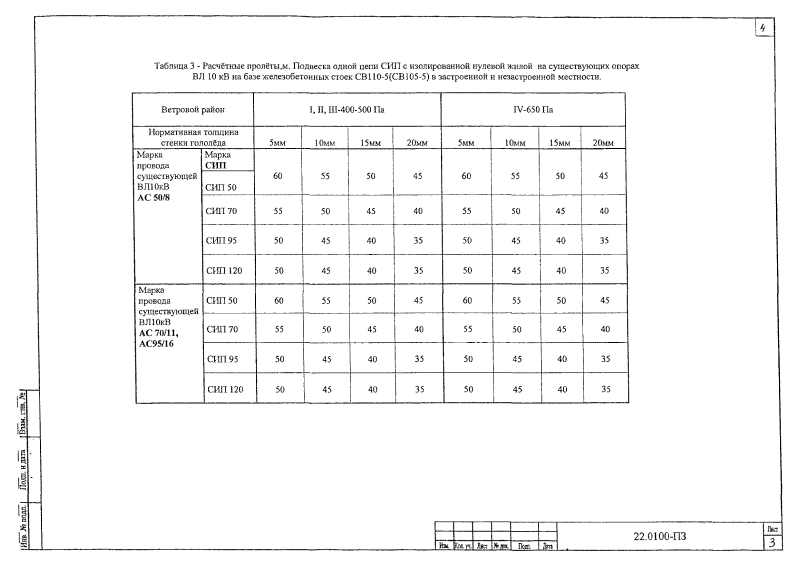 4
Таблица 3 - Расчётные пролёты,м. Подвеска одной цепи СИП с изолированной нулевой жилой на существующих опорах
ВЛ 10 кВ на базе железобетонных стоек СВ110-5(СВ105-5) в застроенной и незастроенной местности.
Ветровой район I, II, III-400-500 Па IV-650 Па
Нормативная толщина
стенки гололёда 5мм 10мм 15мм 20мм 5мм 10мм 15мм 20мм
Марка
провода
существующей
ВЛ10кВ
АС 50/8
Марка
СИП
СИП 50 60 55 50 45 60 55 50 45
СИП 70 55 50 45 40 55 50 45 40
СИП 95 50 45 40 35 50 45 40 35
СИП 120 50 45 40 35 50 45 40 35
Марка
провода
существующей
ВЛ10кВ
АС 70/11,
АС95/16
СИП 50 60 55 50 45 60 55 50 45
СИП 70 55 50 45 40 55 50 45 40
СИП 95 50 45 40 35 50 45 40 35
СИП 120 50 45 40 35 50 45 40 35
Взам. инв. №
Подп. и дата
Инв. № подл.
Изм. Кол. уч. Лист № док. Подп. Дата
22.0100-ПЗ
Лист
3